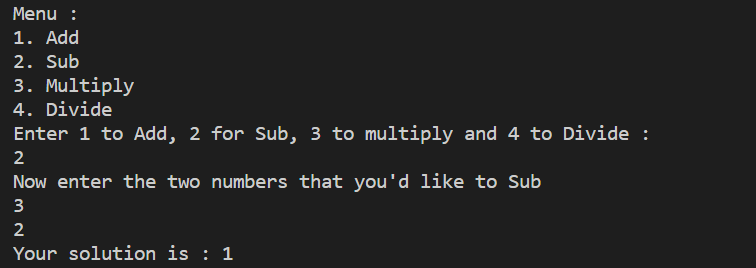 Menu :
1. Add
2. Sub
3. Multiply
4. Divide
Enter 1 to Add, 2 for Sub, 3 to multiply and 4 to Divide :
2
Now enter the two numbers that you'd like to Sub
3
2
Your solution is : 1